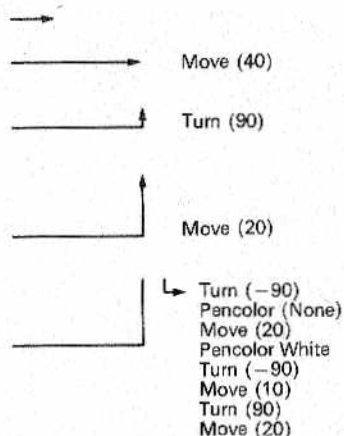 Move (40)
Turn (90)
Move (20)
Turn (−90)
Pencolor (None)
Move (20)
Pencolor White
Turn (−90)
Move (10)
Turn (90)
Move (20)